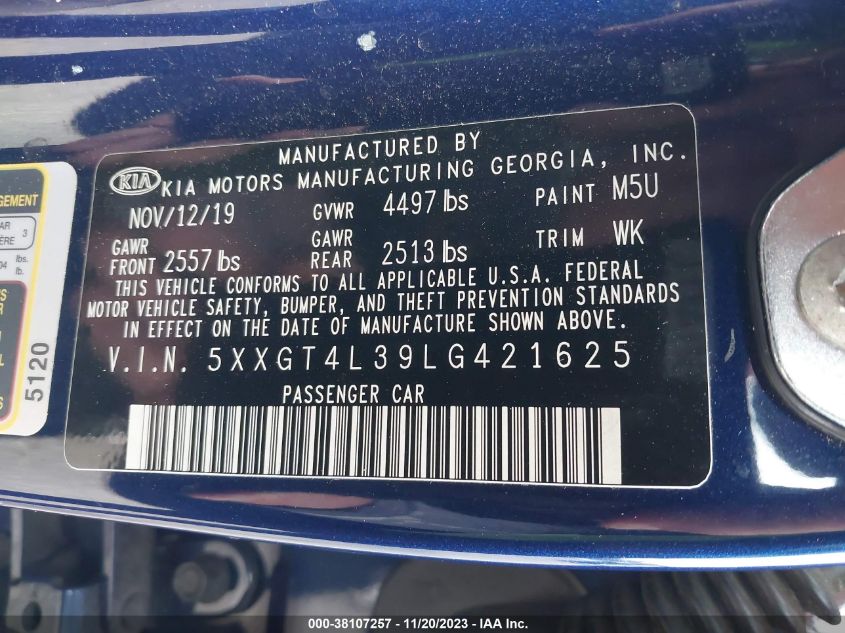 MANUFACTURED BY
KIA KIA MOTORS MANUFACTURING GEORGIA, INC.
NOV/12/19 GVWR 4497 lbs PAINT M5U
GAWR FRONT 2557 lbs GAWR REAR 2513 lbs TRIM WK
THIS VEHICLE CONFORMS TO ALL APPLICABLE U.S.A. FEDERAL
MOTOR VEHICLE SAFETY, BUMPER, AND THEFT PREVENTION STANDARDS
IN EFFECT ON THE DATE OF MANUFACTURE SHOWN ABOVE.
V.I.N. 5XXGT4L39LG421625
PASSENGER CAR
3
lbs.
lb.
5120
000-38107257 - 11/20/2023 - IAA Inc.